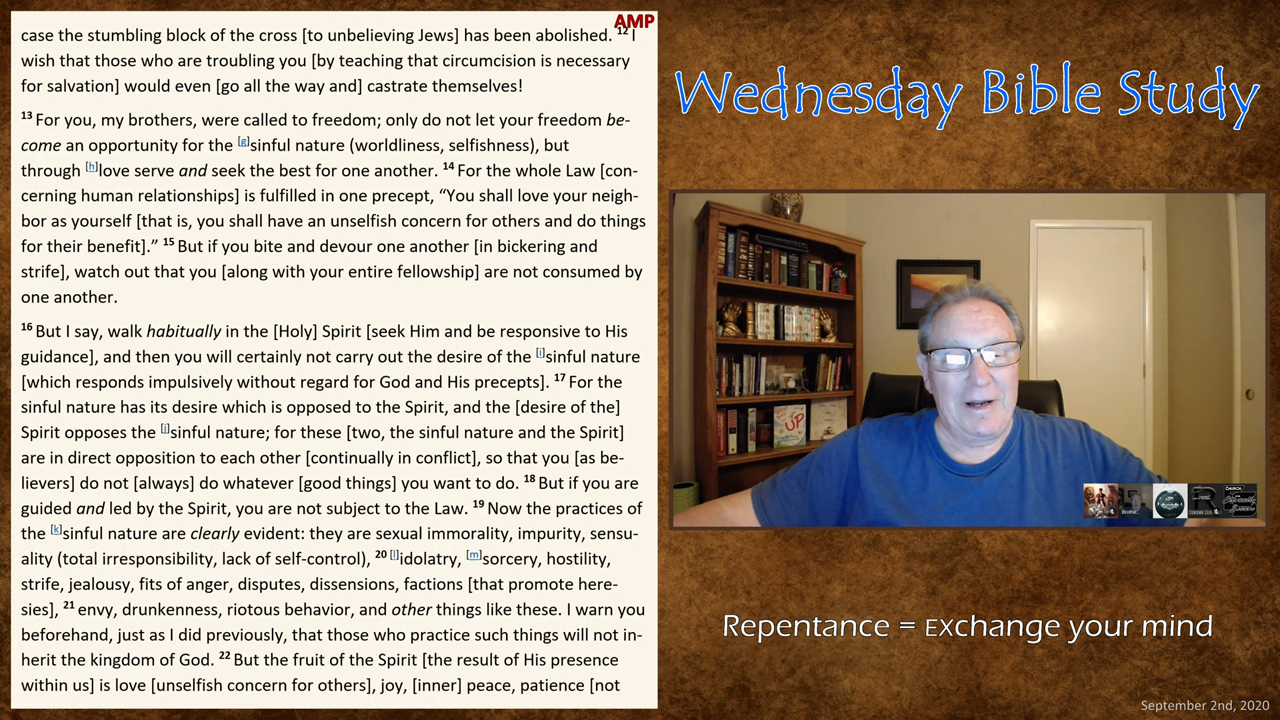 AMP
case the stumbling block of the cross [to unbelieving Jews] has been abolished. 12 I
wish that those who are troubling you [by teaching that circumcision is necessary
for salvation] would even [go all the way and] castrate themselves!
13 For you, my brothers, were called to freedom; only do not let your freedom be-
come an opportunity for the [g]sinful nature (worldliness, selfishness), but
through [h]love serve and seek the best for one another. 14 For the whole Law [con-
cerning human relationships] is fulfilled in one precept, “You shall love your neigh-
bor as yourself [that is, you shall have an unselfish concern for others and do things
for their benefit].” 15 But if you bite and devour one another [in bickering and
strife], watch out that you [along with your entire fellowship] are not consumed by
one another.
16 But I say, walk habitually in the [Holy] Spirit [seek Him and be responsive to His
guidance], and then you will certainly not carry out the desire of the [i]sinful nature
[which responds impulsively without regard for God and His precepts]. 17 For the
sinful nature has its desire which is opposed to the Spirit, and the [desire of the]
Spirit opposes the [j]sinful nature; for these [two, the sinful nature and the Spirit]
are in direct opposition to each other [continually in conflict], so that you [as be-
lievers] do not [always] do whatever [good things] you want to do. 18 But if you are
guided and led by the Spirit, you are not subject to the Law. 19 Now the practices of
the [k]sinful nature are clearly evident: they are sexual immorality, impurity, sensu-
ality (total irresponsibility, lack of self-control), 20 [l]idolatry, [m]sorcery, hostility,
strife, jealousy, fits of anger, disputes, dissensions, factions [that promote here-
sies], 21 envy, drunkenness, riotous behavior, and other things like these. I warn you
beforehand, just as I did previously, that those who practice such things will not in-
herit the kingdom of God. 22 But the fruit of the Spirit [the result of His presence
within us] is love [unselfish concern for others], joy, [inner] peace, patience [not
Wednesday Bible Study
UP
Brothe...
Repentance = EXchange your mind
September 2nd, 2020